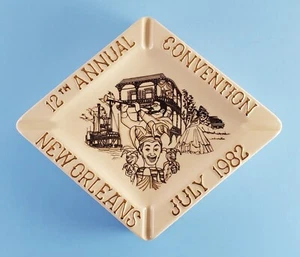 12TH ANNUAL
CONVENTION
NEW ORLEANS
JULY 1982